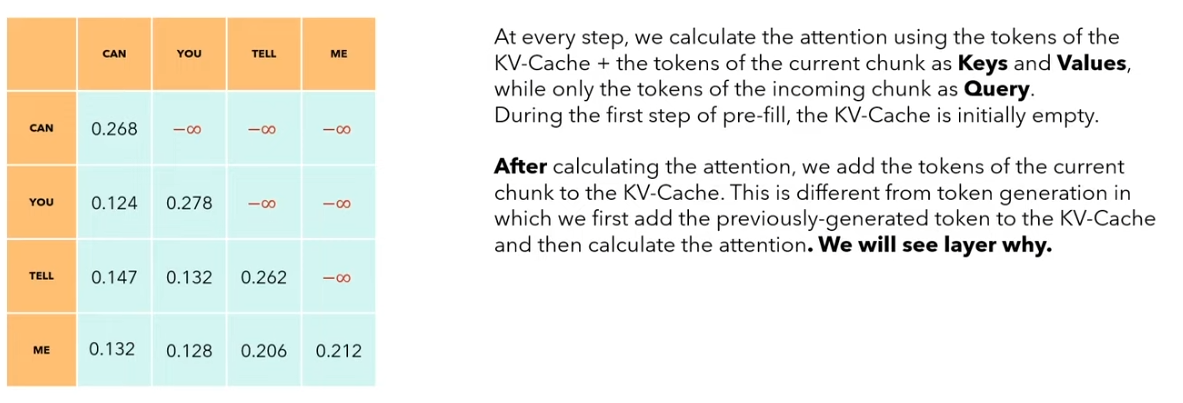 CAN YOU TELL ME
CAN 0.268 −∞ −∞ −∞
YOU 0.124 0.278 −∞ −∞
TELL 0.147 0.132 0.262 −∞
ME 0.132 0.128 0.206 0.212
At every step, we calculate the attention using the tokens of the
KV-Cache + the tokens of the current chunk as Keys and Values,
while only the tokens of the incoming chunk as Query.
During the first step of pre-fill, the KV-Cache is initially empty.
After calculating the attention, we add the tokens of the current
chunk to the KV-Cache. This is different from token generation in
which we first add the previously-generated token to the KV-Cache
and then calculate the attention. We will see layer why.